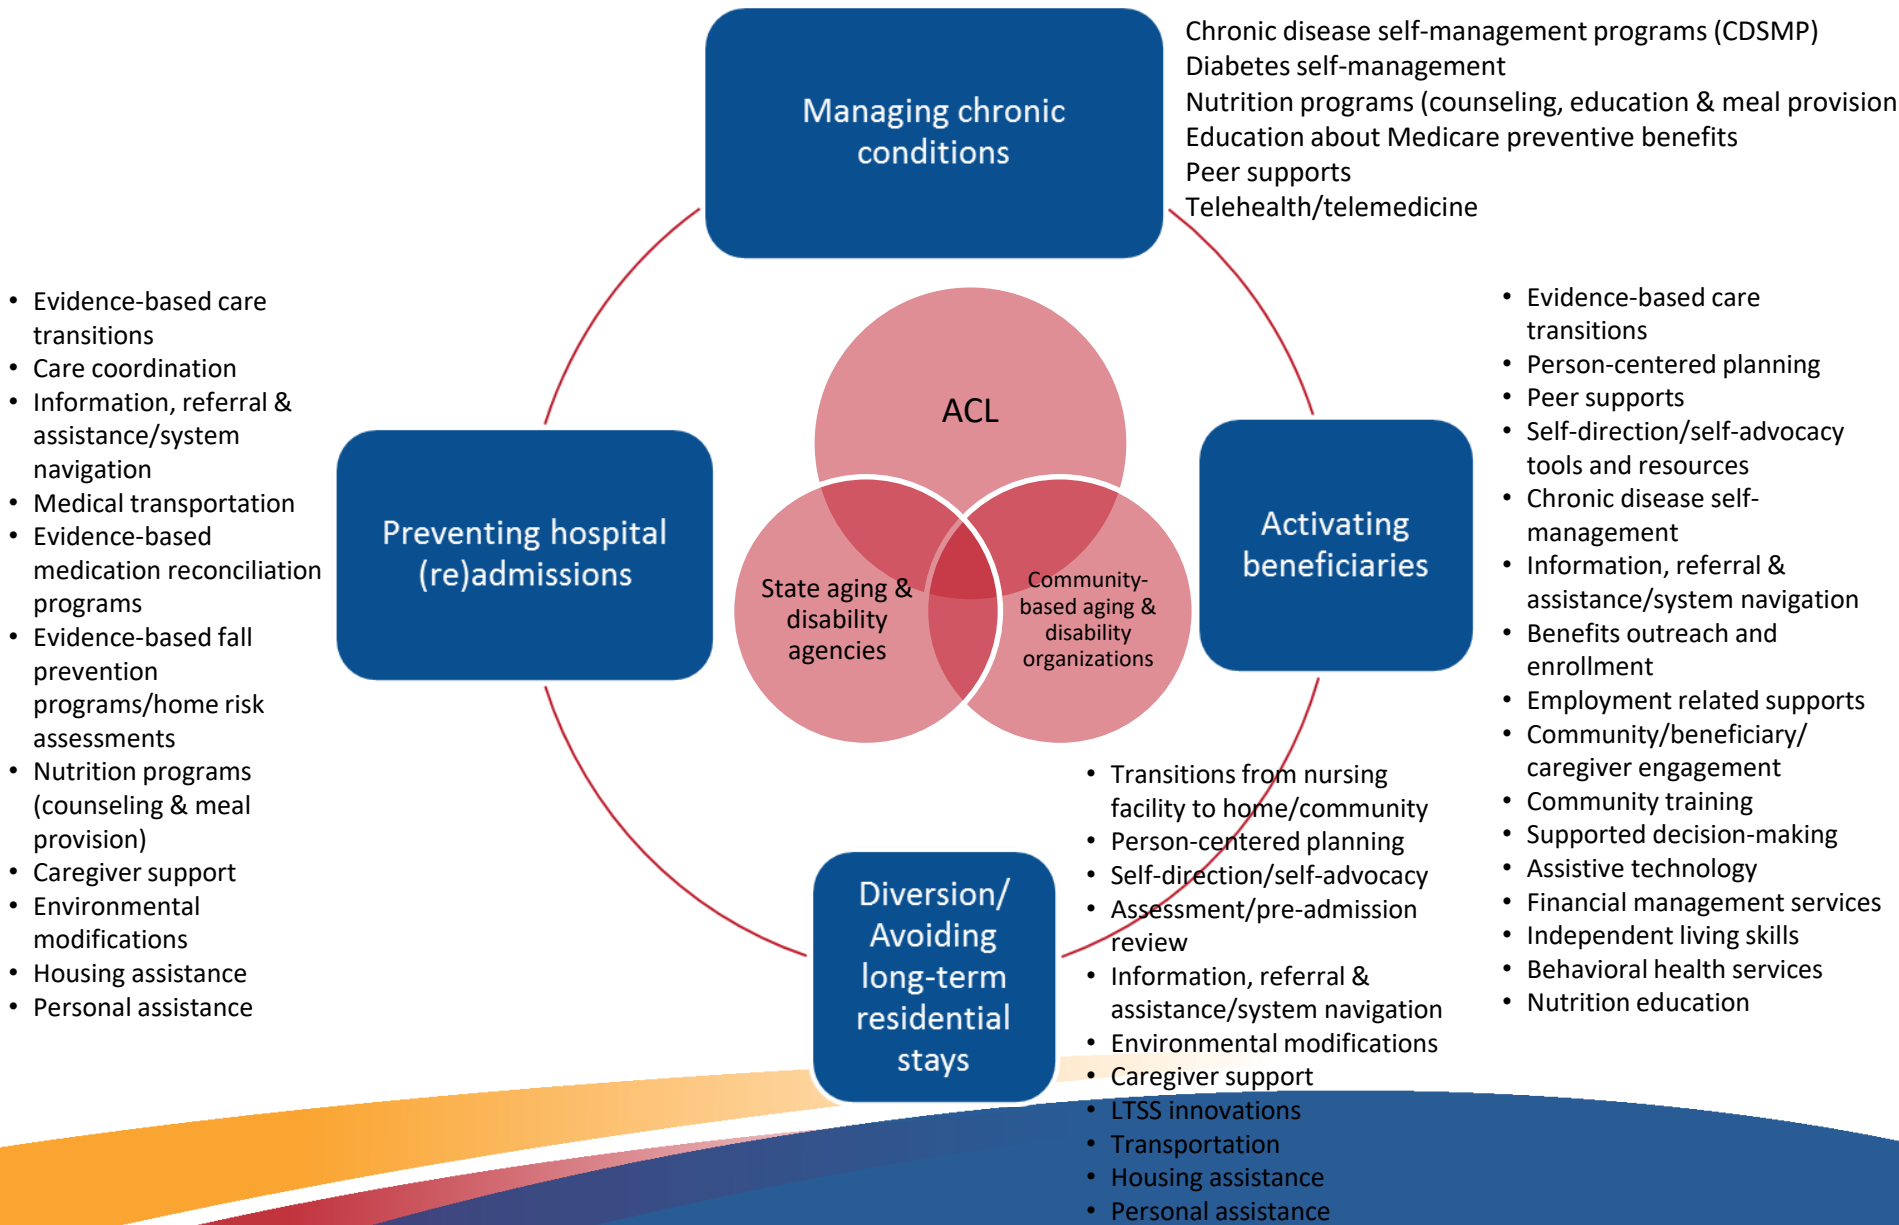 Managing chronic
conditions
Chronic disease self-management programs (CDSMP)
Diabetes self-management
Nutrition programs (counseling, education & meal provision
Education about Medicare preventive benefits
Peer supports
Telehealth/telemedicine
• Evidence-based care
transitions
• Care coordination
• Information, referral &
assistance/system
navigation
• Medical transportation
• Evidence-based
medication reconciliation
programs
• Evidence-based fall
prevention
programs/home risk
assessments
• Nutrition programs
(counseling & meal
provision)
• Caregiver support
• Environmental
modifications
• Housing assistance
• Personal assistance
Preventing hospital
(re)admissions
ACL
State aging &
disability
agencies
Community-
based aging &
disability
organizations
Activating
beneficiaries
• Evidence-based care
transitions
• Person-centered planning
• Peer supports
• Self-direction/self-advocacy
tools and resources
• Chronic disease self-
management
• Information, referral &
assistance/system navigation
• Benefits outreach and
enrollment
• Employment related supports
• Community/beneficiary/
caregiver engagement
• Community training
• Supported decision-making
• Assistive technology
• Financial management services
• Independent living skills
• Behavioral health services
• Nutrition education
Diversion/
Avoiding
long-term
residential
stays
• Transitions from nursing
facility to home/community
• Person-centered planning
• Self-direction/self-advocacy
• Assessment/pre-admission
review
• Information, referral &
assistance/system navigation
• Environmental modifications
• Caregiver support
• LTSS innovations
• Transportation
• Housing assistance
• Personal assistance